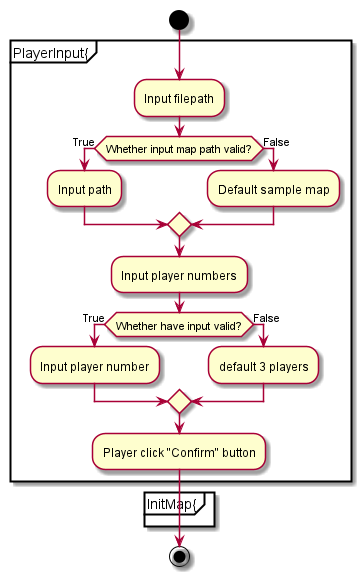 PlayerInput{
Input filepath
True
Whether input map path valid?
False
Input path
Default sample map
Input player numbers
True
Whether have input valid?
False
Input player number
default 3 players
Player click "Confirm" button
InitMap{